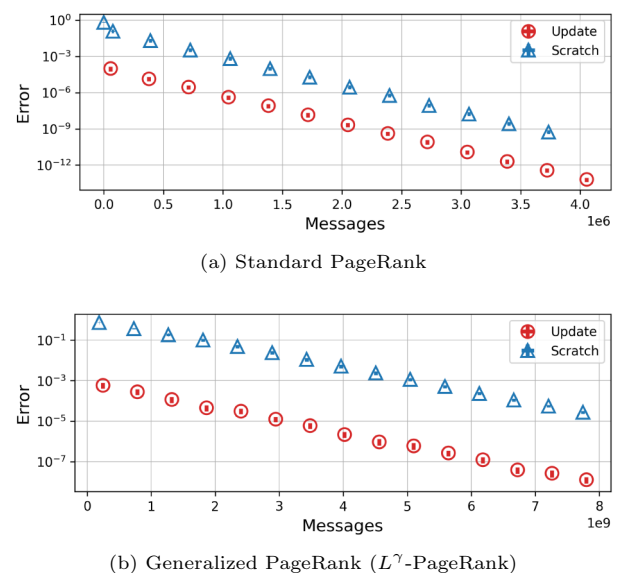 10^0
10^{-3}
10^{-6}
10^{-9}
10^{-12}
Error
Update
Scratch
0.0 0.5 1.0 1.5 2.0 2.5 3.0 3.5 4.0
1e6
Messages
(a) Standard PageRank
10^{-1}
10^{-3}
10^{-5}
10^{-7}
Error
Update
Scratch
0 1 2 3 4 5 6 7 8
1e9
Messages
(b) Generalized PageRank (L^γ-PageRank)